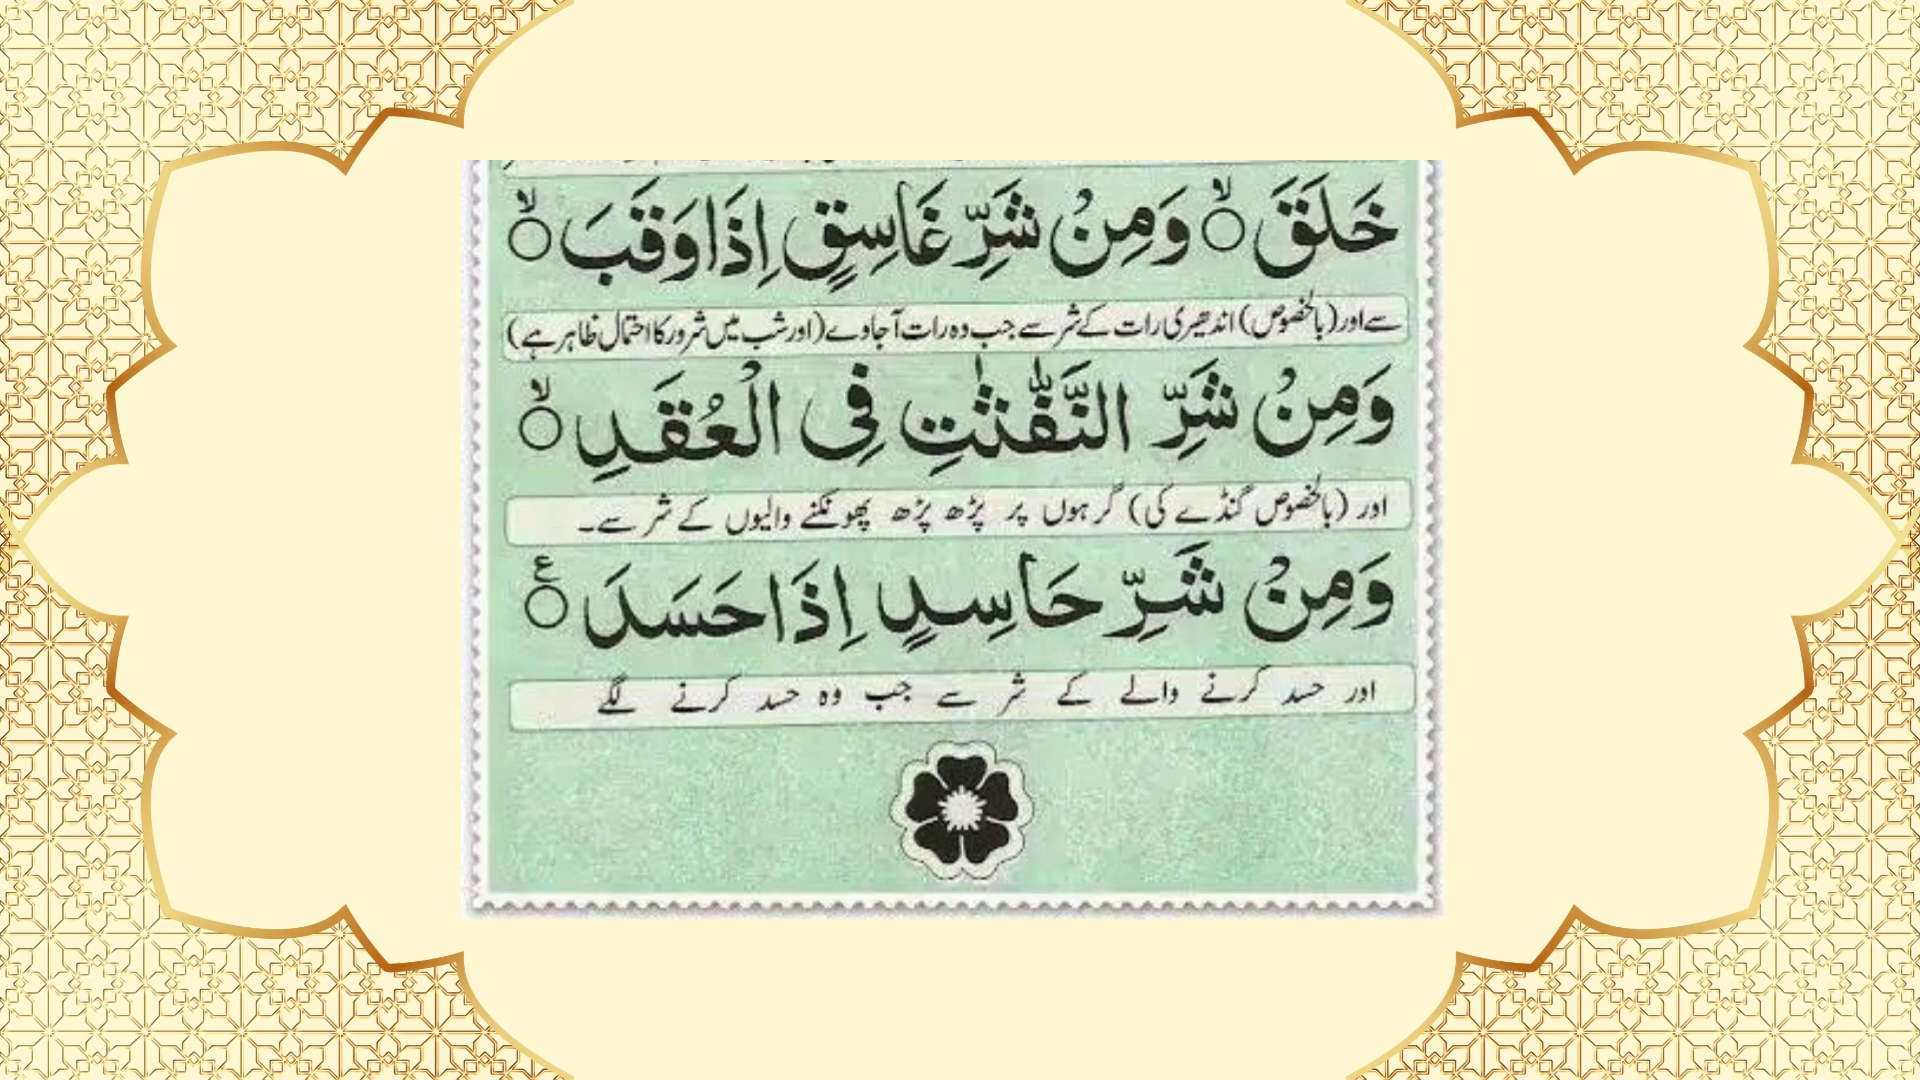 خَلَقَ ۙ وَمِنْ شَرِّ غَاسِقٍ اِذَا وَقَبَ ۙ
سے اور (بالخصوص) اندھیری رات کے شر سے جب وہ رات آجاوے (اور شب میں شرور کا احتمال ظاہر ہے)
وَمِنْ شَرِّ النَّفّٰثٰتِ فِی الْعُقَدِ ۙ
اور (بالخصوص گنڈے کی) گرہوں پر پڑھ پڑھ پھونکنے والیوں کے شر سے۔
وَمِنْ شَرِّ حَاسِدٍ اِذَا حَسَدَ ع
اور حسد کرنے والے کے شر سے جب وہ حسد کرنے لگے